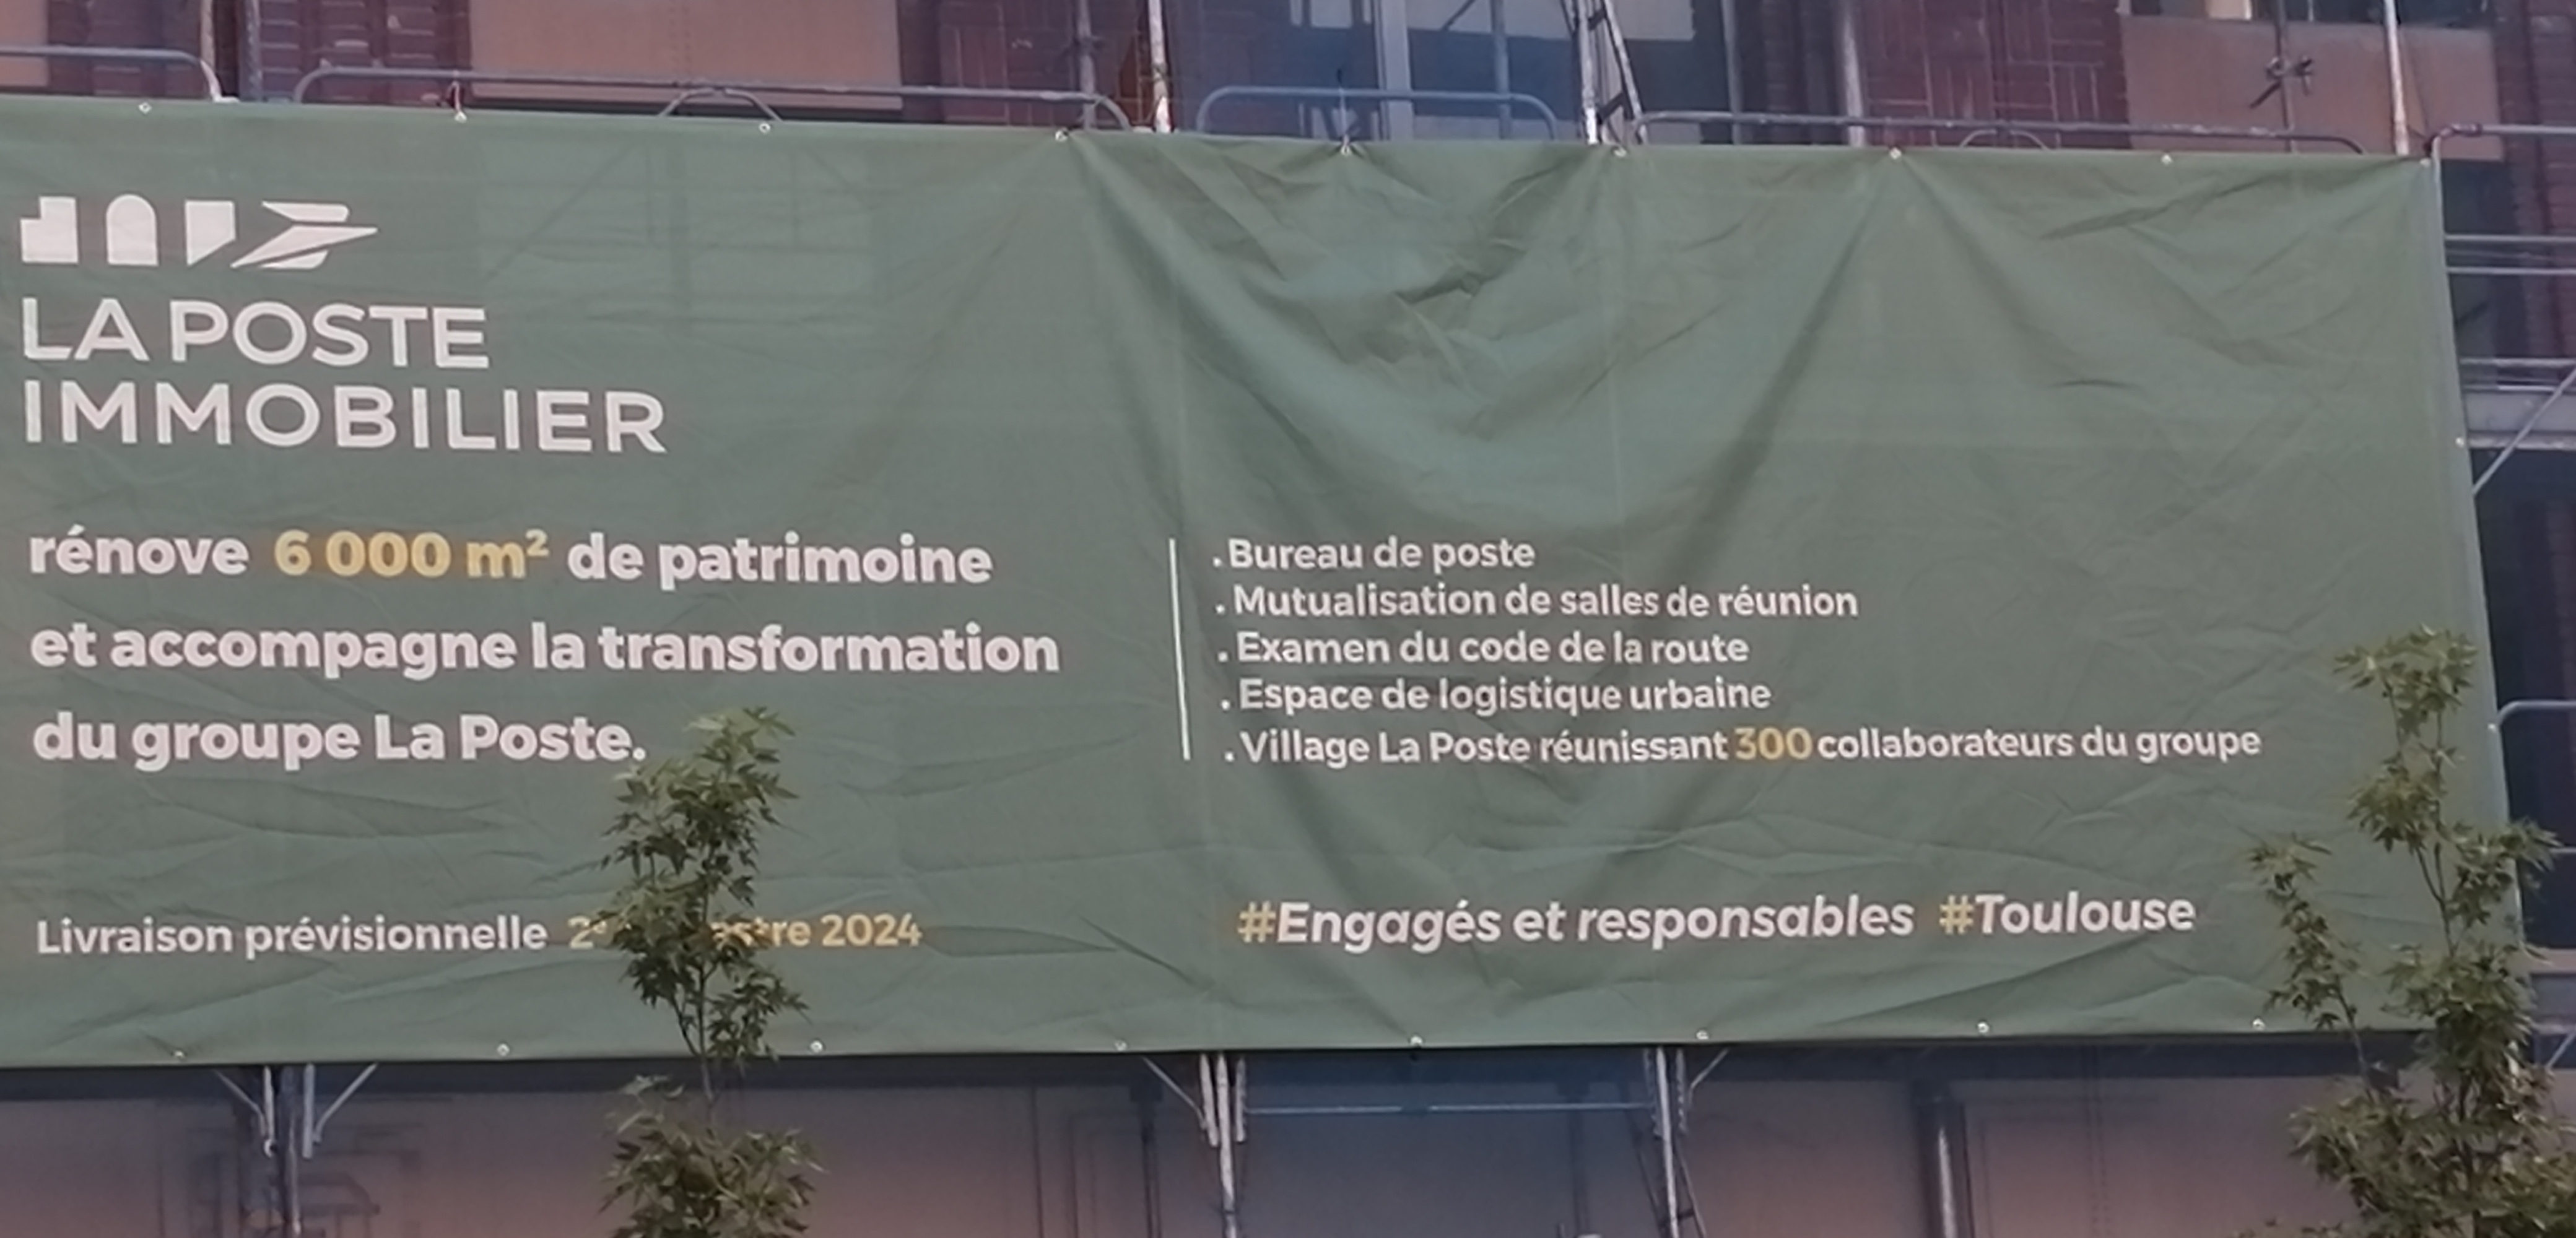 LA POSTE
IMMOBILIER
rénove 6 000 m² de patrimoine
et accompagne la transformation
du groupe La Poste.
Livraison prévisionnelle 2e 2024
. Bureau de poste
. Mutualisation de salles de réunion
. Examen du code de la route
. Espace de logistique urbaine
. Village La Poste réunissant 300 collaborateurs du groupe
#Engagés et responsables #Toulouse